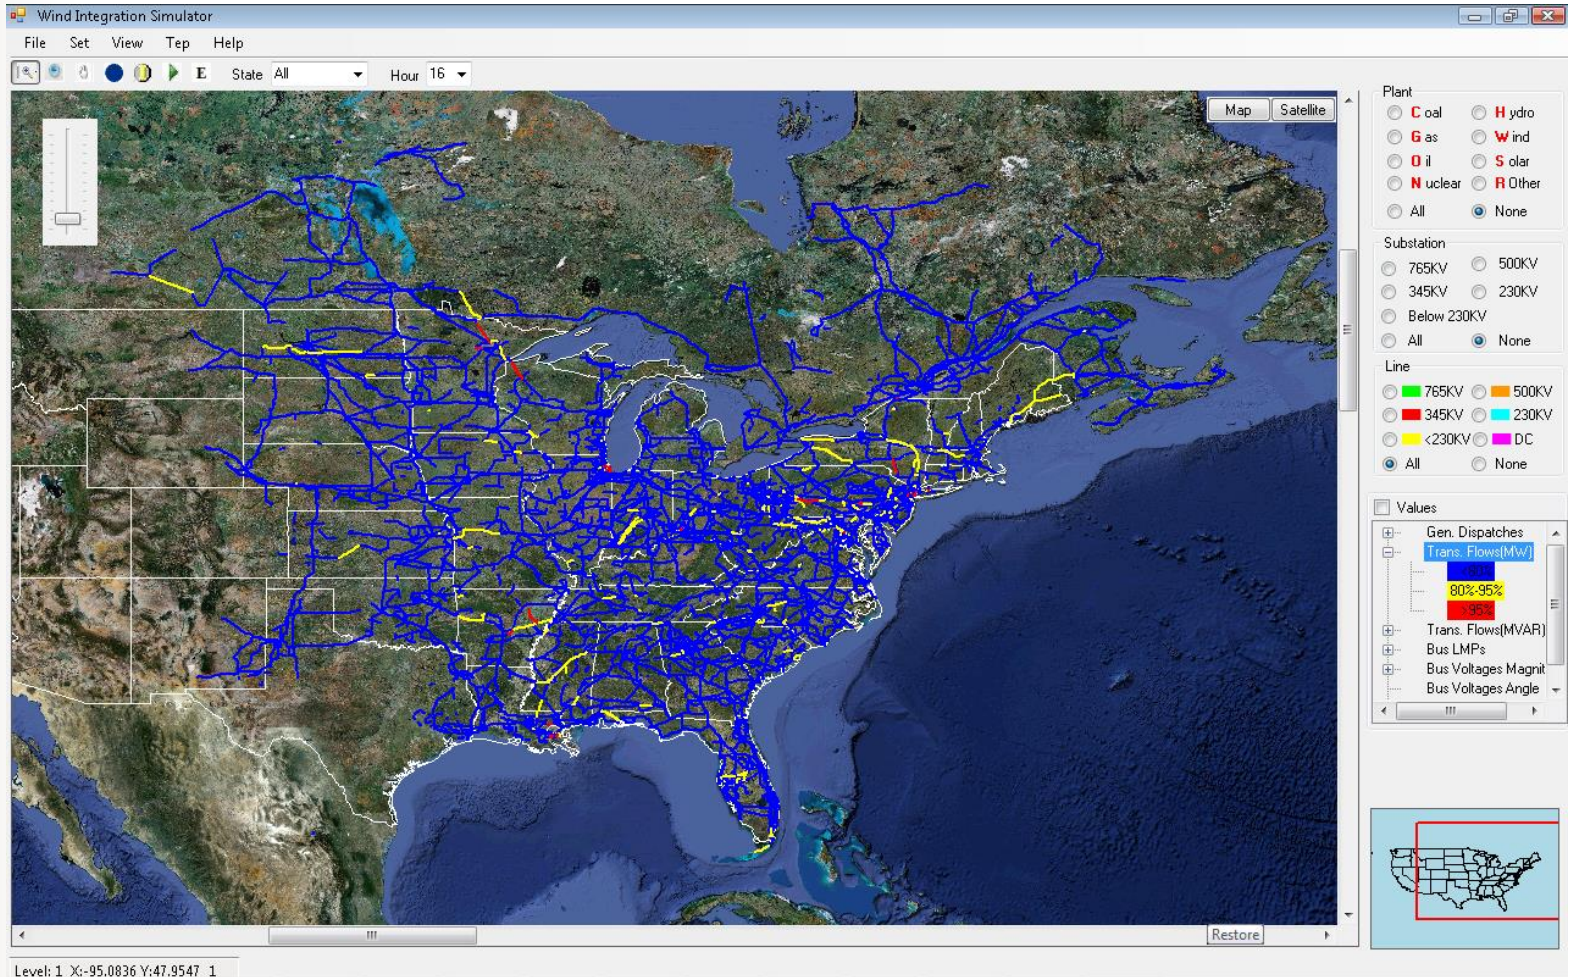 Wind Integration Simulator
File Set View Tep Help
E State All Hour 16
Map Satellite
Plant
Coal Hydro
Gas Wind
Oil Solar
Nuclear R Other
All None
Substation
765KV 500KV
345KV 230KV
Below 230KV
All None
Line
765KV 500KV
345KV 230KV
<230KV DC
All None
Values
Gen. Dispatches
Trans. Flows(MW)
<80%
80%-95%
>95%
Trans. Flows(MVAR)
Bus LMPs
Bus Voltages Magnit
Bus Voltages Angle
Restore
Level: 1 X:-95.0836 Y:47.9547 1